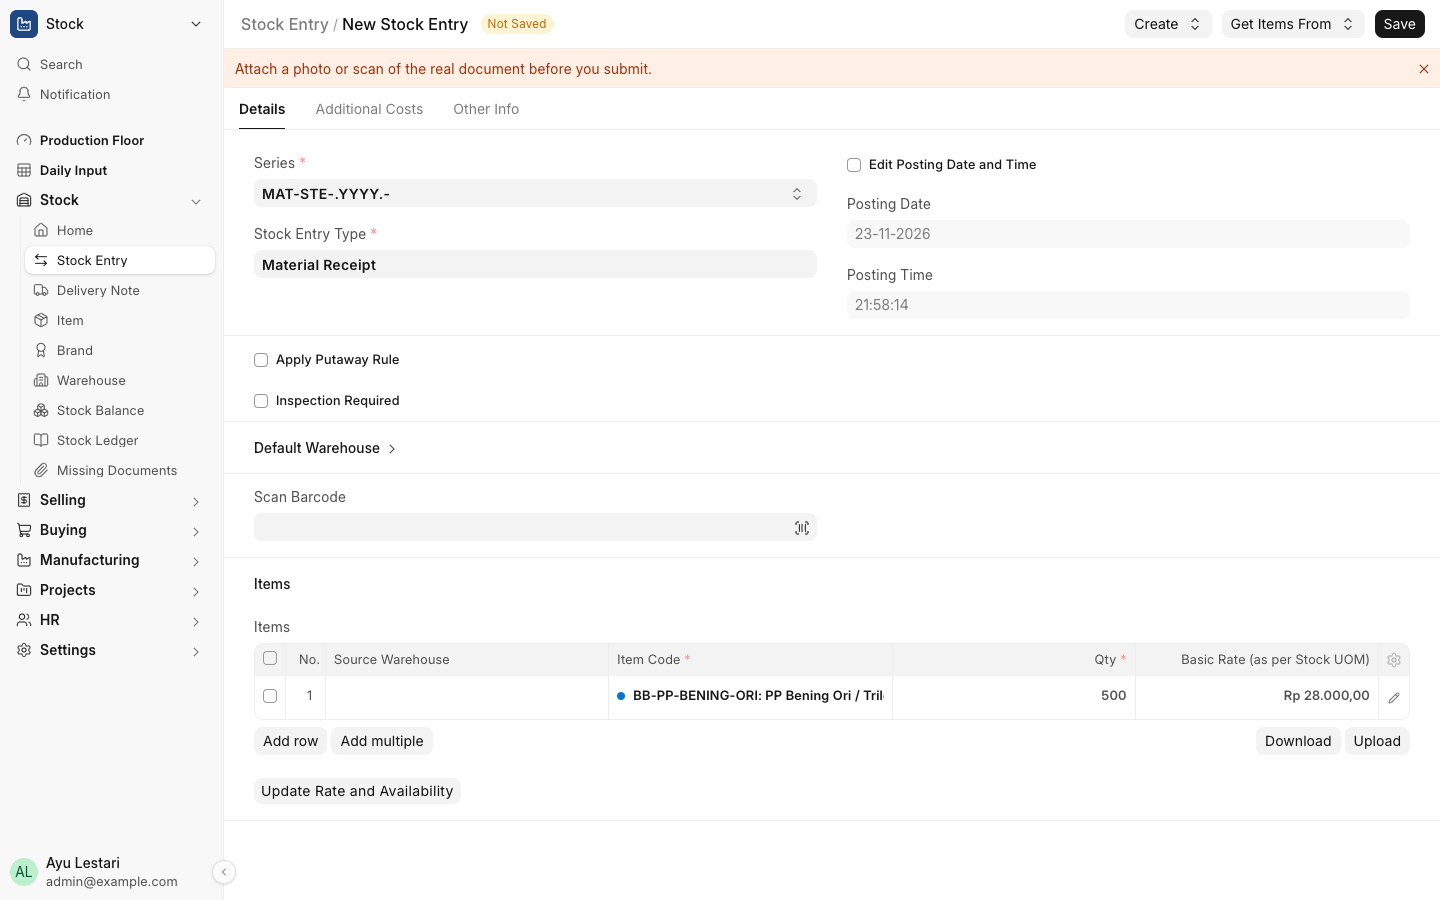 Stock
Search
Notification
Production Floor
Daily Input
Stock
Home
Stock Entry
Delivery Note
Item
Brand
Warehouse
Stock Balance
Stock Ledger
Missing Documents
Selling
Buying
Manufacturing
Projects
HR
Settings
AL
Ayu Lestari
admin@example.com
Stock Entry / New Stock Entry Not Saved
Create Get Items From Save
Attach a photo or scan of the real document before you submit.
Details Additional Costs Other Info
Series *
MAT-STE-.YYYY.-
Stock Entry Type *
Material Receipt
Edit Posting Date and Time
Posting Date
23-11-2026
Posting Time
21:58:14
Apply Putaway Rule
Inspection Required
Default Warehouse
Scan Barcode
Items
Items
No. Source Warehouse Item Code * Qty * Basic Rate (as per Stock UOM)
1 BB-PP-BENING-ORI: PP Bening Ori / Tril 500 Rp 28.000,00
Add row Add multiple Download Upload
Update Rate and Availability